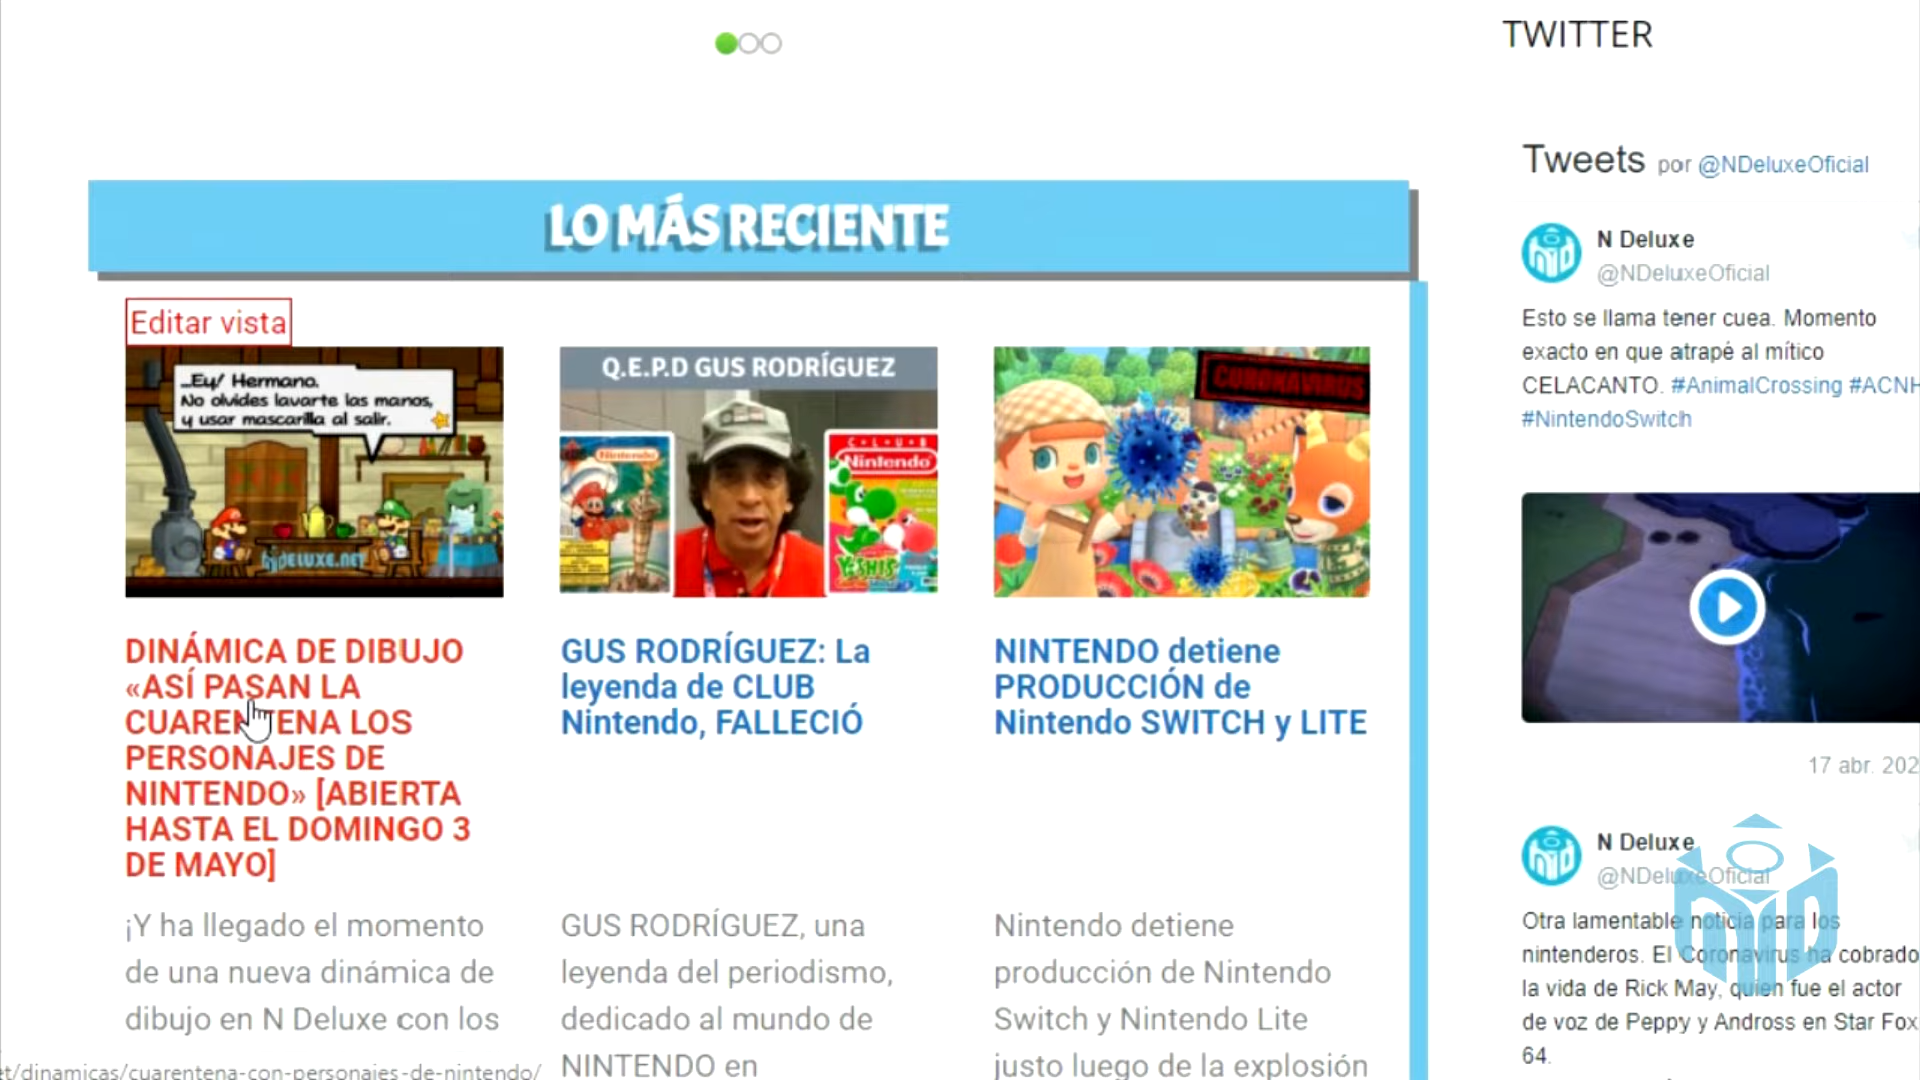 TWITTER
LO MÁS RECIENTE
Editar vista
...Ey! Hermano.
No olvides lavarte las manos,
y usar mascarilla al salir.
NDELUXE.NET
DINÁMICA DE DIBUJO
«ASÍ PASAN LA
CUARENTENA LOS
PERSONAJES DE
NINTENDO» [ABIERTA
HASTA EL DOMINGO 3
DE MAYO]
¡Y ha llegado el momento
de una nueva dinámica de
dibujo en N Deluxe con los
et/dinamicas/cuarentena-con-personajes-de-nintendo/
Q.E.P.D GUS RODRÍGUEZ
Nintendo
CLUB
Nintendo
YOSHI'S
GUS RODRÍGUEZ: La
leyenda de CLUB
Nintendo, FALLECIÓ
GUS RODRÍGUEZ, una
leyenda del periodismo,
dedicado al mundo de
NINTENDO en
CORONAVIRUS
NINTENDO detiene
PRODUCCIÓN de
Nintendo SWITCH y LITE
Nintendo detiene
producción de Nintendo
Switch y Nintendo Lite
justo luego de la explosión
Tweets por @NDeluxeOficial
N Deluxe
@NDeluxeOficial
Esto se llama tener cuea. Momento
exacto en que atrapé al mítico
CELACANTO. #AnimalCrossing #ACNH
#NintendoSwitch
17 abr. 202
N Deluxe
@NDeluxeOficial
Otra lamentable noticia para los
nintenderos. El Coronavirus ha cobrado
la vida de Rick May, quien fue el actor
de voz de Peppy y Andross en Star Fox
64.